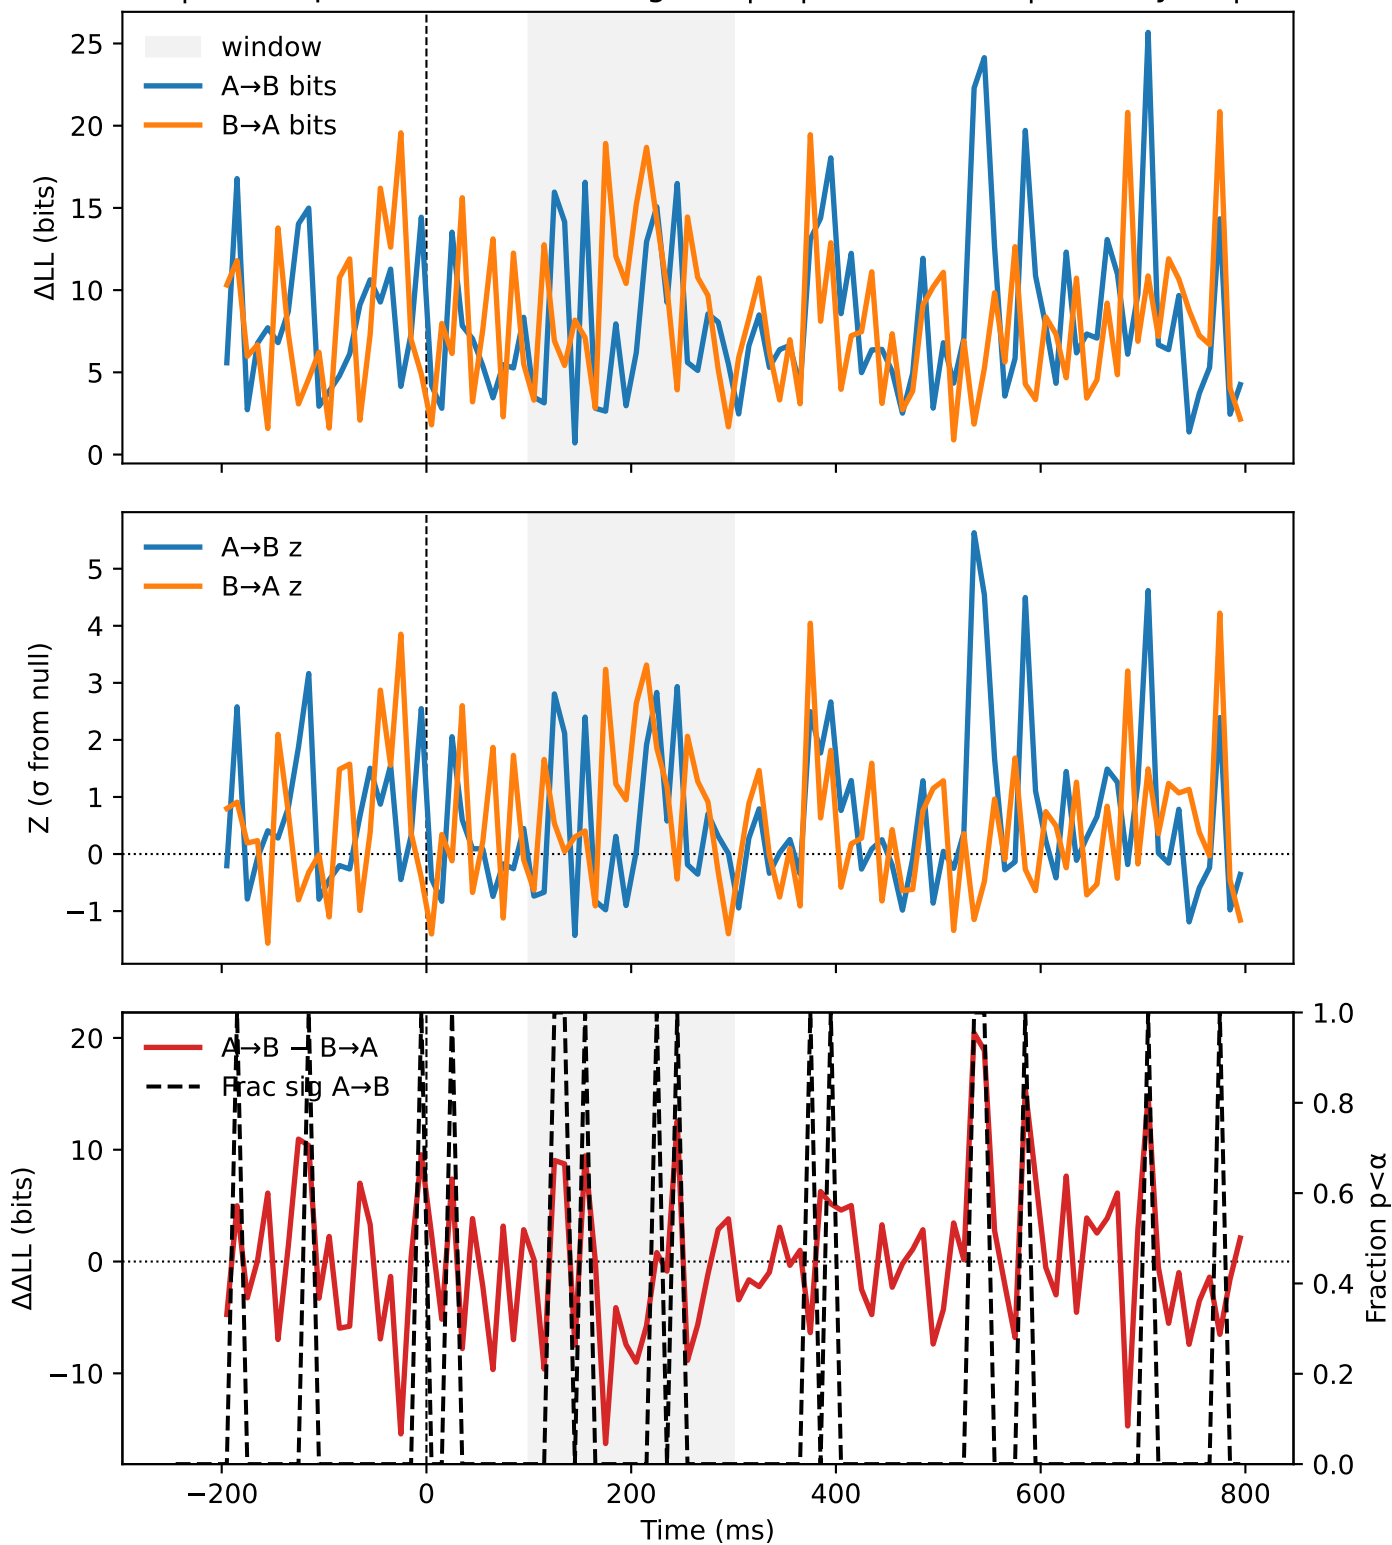 25
20
15
10
5
0
ΔLL (bits)
window
A→B bits
B→A bits
5
4
3
2
1
0
−1
Z (σ from null)
A→B z
B→A z
20
10
0
−10
ΔΔLL (bits)
A→B − B→A
Frac sig A→B
1.0
0.8
0.6
0.4
0.2
0.0
Fraction p<α
−200 0 200 400 600 800
Time (ms)